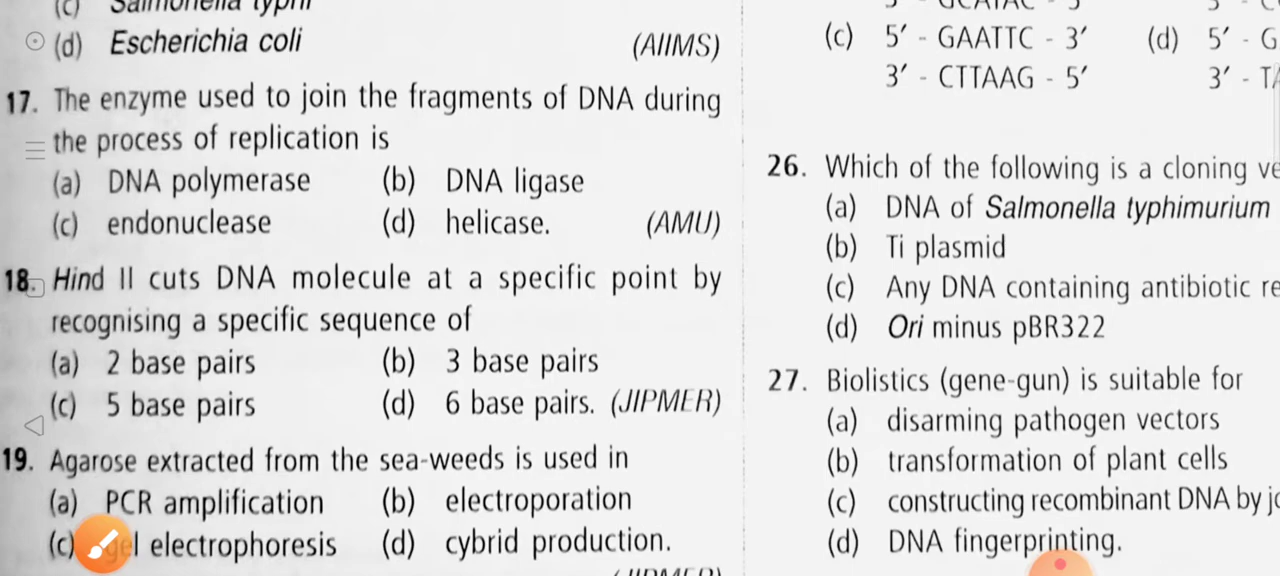 (c) Salmonella typhi
(d) Escherichia coli (AIIMS)
17. The enzyme used to join the fragments of DNA during
the process of replication is
(a) DNA polymerase (b) DNA ligase
(c) endonuclease (d) helicase. (AMU)
18. Hind II cuts DNA molecule at a specific point by
recognising a specific sequence of
(a) 2 base pairs (b) 3 base pairs
(c) 5 base pairs (d) 6 base pairs. (JIPMER)
19. Agarose extracted from the sea-weeds is used in
(a) PCR amplification (b) electroporation
(c) gel electrophoresis (d) cybrid production.
(JIPMER)
(c) 5′ - GAATTC - 3′ (d) 5′ - G
3′ - CTTAAG - 5′ 3′ - TA
26. Which of the following is a cloning ve
(a) DNA of Salmonella typhimurium
(b) Ti plasmid
(c) Any DNA containing antibiotic re
(d) Ori minus pBR322
27. Biolistics (gene-gun) is suitable for
(a) disarming pathogen vectors
(b) transformation of plant cells
(c) constructing recombinant DNA by jo
(d) DNA fingerprinting.